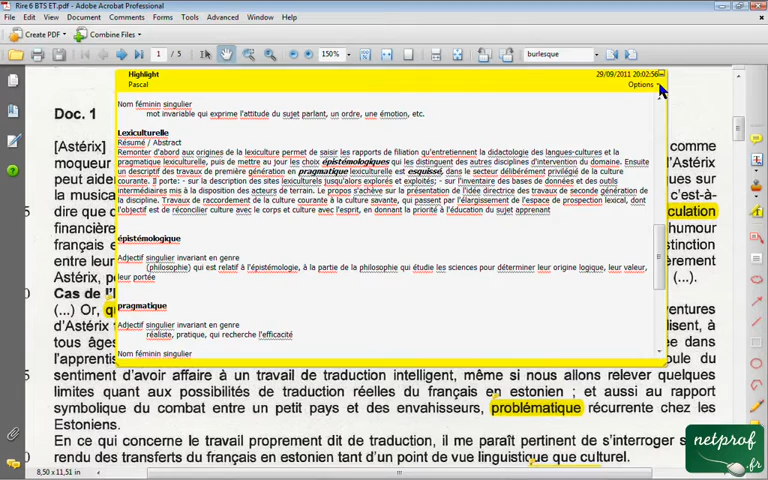 Rire 6 BTS ET.pdf - Adobe Acrobat Professional
File Edit View Document Comments Forms Tools Advanced Window Help
Create PDF Combine Files
1 / 5 150% burlesque
Highlight 29/09/2011 20:02:56
Pascal Options
Nom féminin singulier
mot invariable qui exprime l'attitude du sujet parlant, un ordre, une émotion, etc.
Lexiculturelle
Résumé / Abstract
Remonter d'abord aux origines de la lexiculture permet de saisir les rapports de filiation qu'entretiennent la didactologie des langues-cultures et la
pragmatique lexiculturelle, puis de mettre au jour les choix épistémologiques qui les distinguent des autres disciplines d'intervention du domaine. Ensuite
un descriptif des travaux de première génération en pragmatique lexiculturelle est esquissé, dans le secteur délibérément privilégié de la culture
courante. Il porte: - sur la description des sites lexiculturels jusqu'alors explorés et exploités; - sur l'inventaire des bases de données et des outils
intermédiaires mis à la disposition des acteurs de terrain. Le propos s'achève sur la présentation de l'idée directrice des travaux de seconde génération de
la discipline. Travaux de raccordement de la culture courante à la culture savante, qui passent par l'élargissement de l'espace de prospection lexical, dont
l'objectif est de réconcilier culture avec le corps et culture avec l'esprit, en donnant la priorité à l'éducation du sujet apprenant
épistémologique
Adjectif singulier invariant en genre
(philosophie) qui est relatif à l'épistémologie, à la partie de la philosophie qui étudie les sciences pour déterminer leur origine logique, leur valeur,
leur portée
pragmatique
Adjectif singulier invariant en genre
réaliste, pratique, qui recherche l'efficacité
Nom féminin singulier
Doc. 1
[Astérix] comme
moqueur d'Astérix
peut aider ques sur
la musica c'est-à-
dire que culation
financière humour
français e stinction
entre leur èrement
Astérix, p (...).
Cas de l'
(...) Or, q ventures
d'Astérix lisent, à
tous âges
l'apprentis oule du
sentiment d'avoir affaire à un travail de traduction intelligent, même si nous allons relever quelques
limites quant aux possibilités de traduction réelles du français en estonien ; et aussi au rapport
symbolique du combat entre un petit pays et des envahisseurs, problématique récurrente chez les
Estoniens.
En ce qui concerne le travail proprement dit de traduction, il me paraît pertinent de s'interroger s
rendu des transferts du français en estonien tant d'un point de vue linguistique que culturel.
8,50 x 11,51 in
netprof
.fr